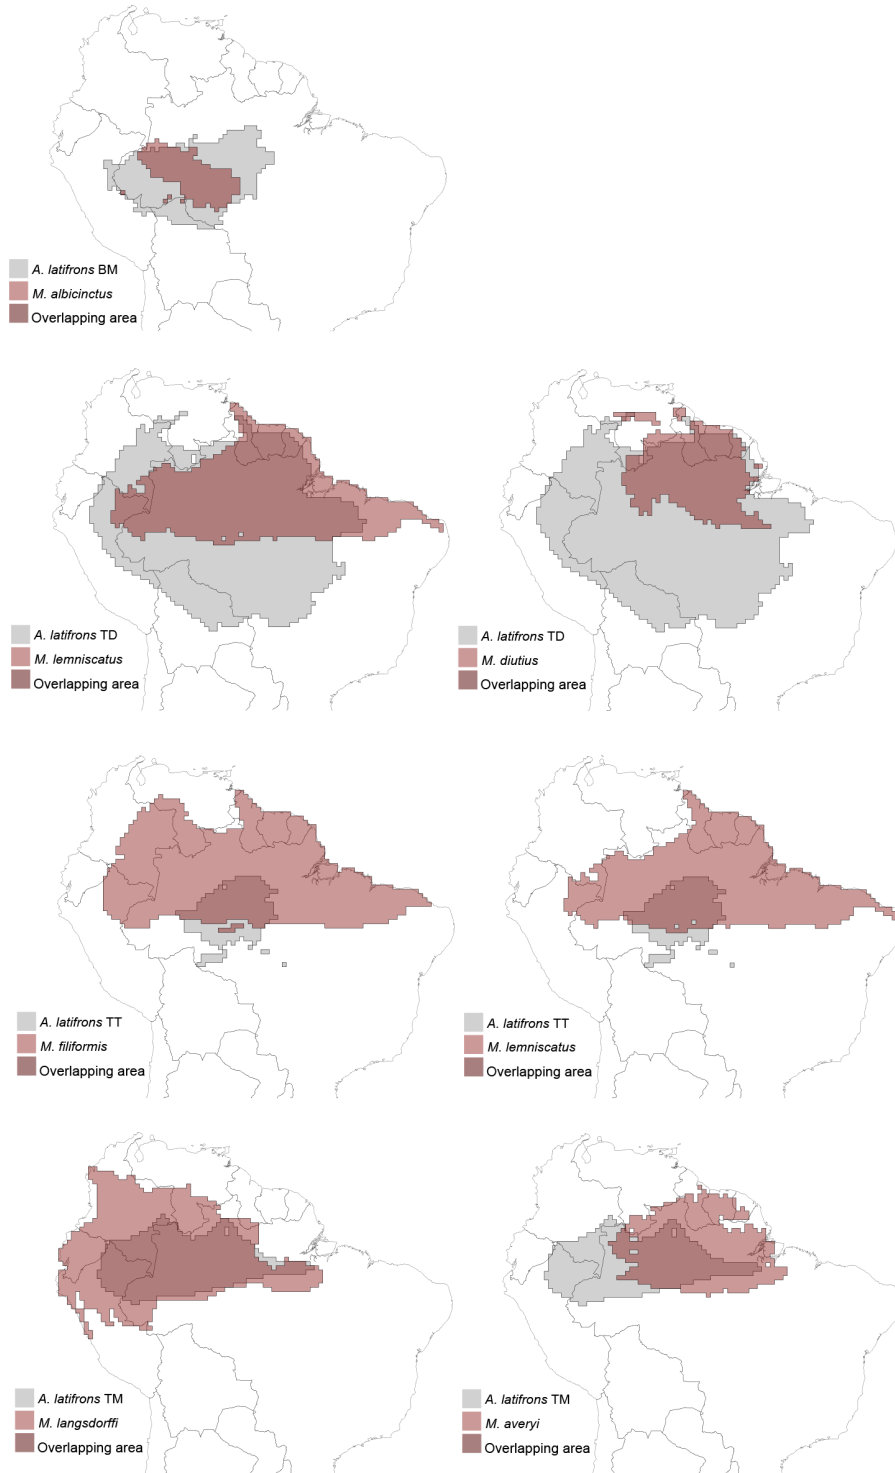 A. latifrons BM
M. albicinctus
Overlapping area
A. latifrons TD
M. lemniscatus
Overlapping area
A. latifrons TD
M. diutius
Overlapping area
A. latifrons TT
M. filiformis
Overlapping area
A. latifrons TT
M. lemniscatus
Overlapping area
A. latifrons TM
M. langsdorffi
Overlapping area
A. latifrons TM
M. averyi
Overlapping area